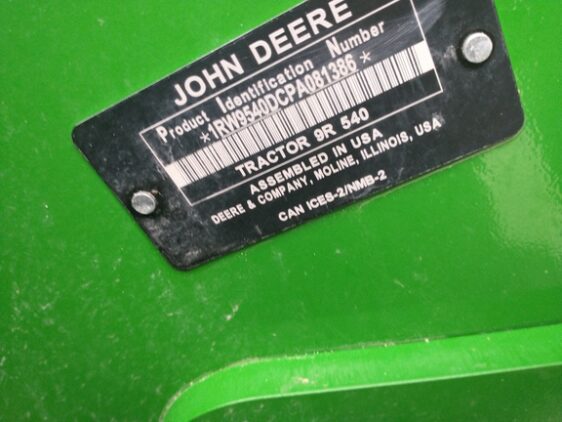 JOHN DEERE
Product Identification Number
*1RW9540DCPA081386*
TRACTOR 9R 540
ASSEMBLED IN USA
DEERE & COMPANY, MOLINE, ILLINOIS, USA
CAN ICES-2/NMB-2